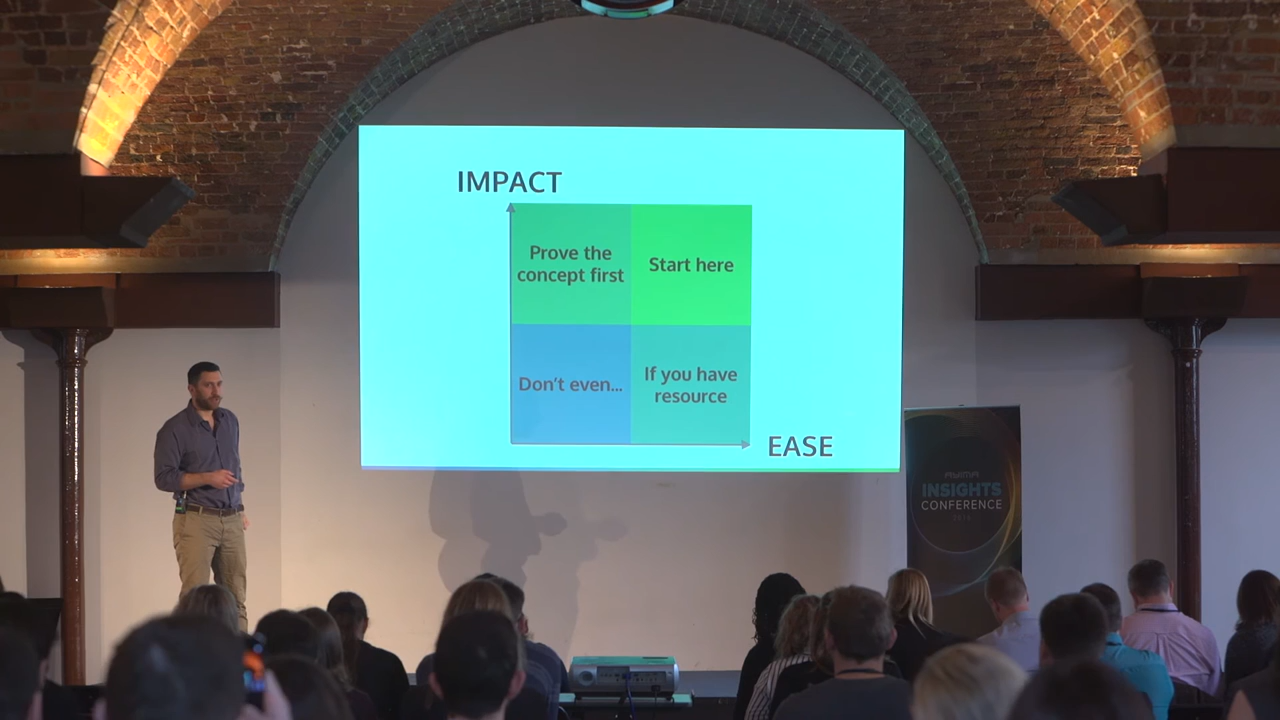 IMPACT
Prove the
concept first
Start here
Don't even...
If you have
resource
EASE
INSIGHTS
CONFERENCE